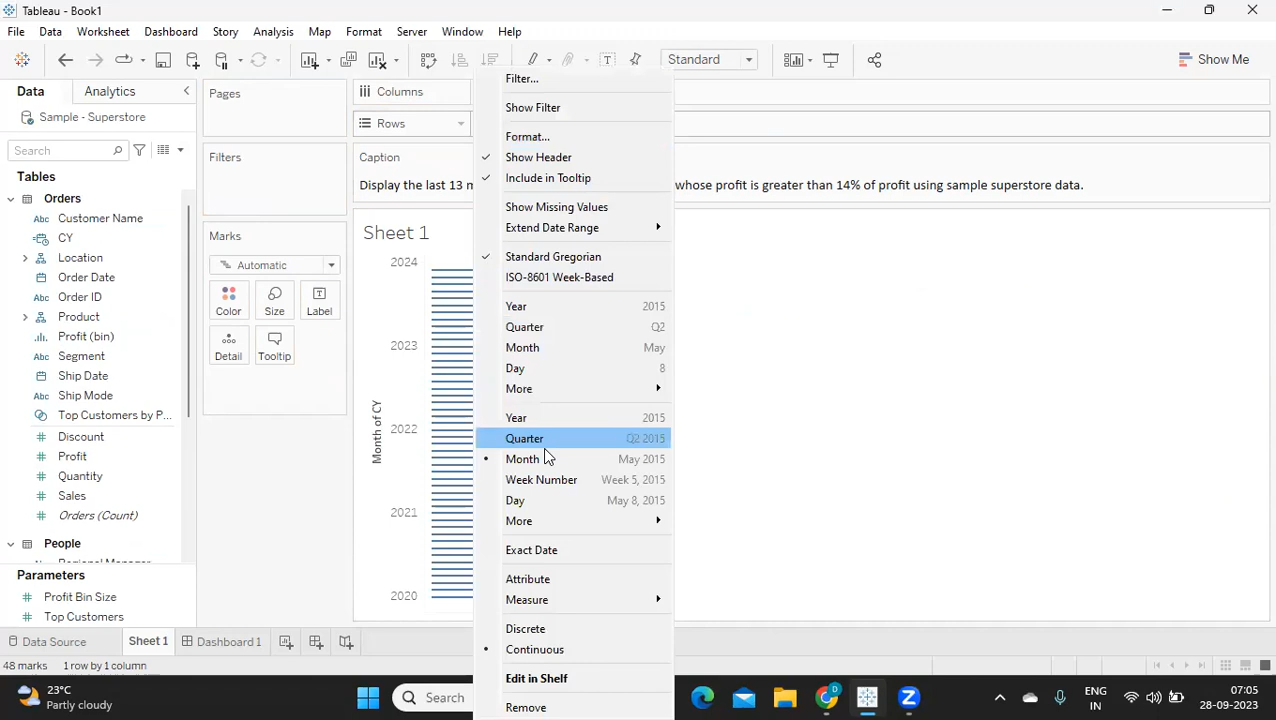 Tableau - Book1
File Data Worksheet Dashboard Story Analysis Map Format Server Window Help
Standard
Show Me
Data Analytics
Sample - Superstore
Search
Tables
Orders
Abc Customer Name
CY
Location
Order Date
Abc Order ID
Product
Profit (bin)
Abc Segment
Ship Date
Abc Ship Mode
Top Customers by P...
Discount
Profit
Quantity
Sales
Orders (Count)
People
Parameters
Profit Bin Size
Top Customers
Pages
Filters
Marks
Automatic
Color Size Label
Detail Tooltip
Columns
Rows
Caption
Display the last 13 m whose profit is greater than 14% of profit using sample superstore data.
Sheet 1
Month of CY
2024
2023
2022
2021
2020
Filter...
Show Filter
Format...
Show Header
Include in Tooltip
Show Missing Values
Extend Date Range
Standard Gregorian
ISO-8601 Week-Based
Year 2015
Quarter Q2
Month May
Day 8
More
Year 2015
Quarter Q2 2015
Month May 2015
Week Number Week 5, 2015
Day May 8, 2015
More
Exact Date
Attribute
Measure
Discrete
Continuous
Edit in Shelf
Remove
Data Source Sheet 1 Dashboard 1
48 marks 1 row by 1 column
23°C
Partly cloudy
Search
ENG
IN
07:05
28-09-2023